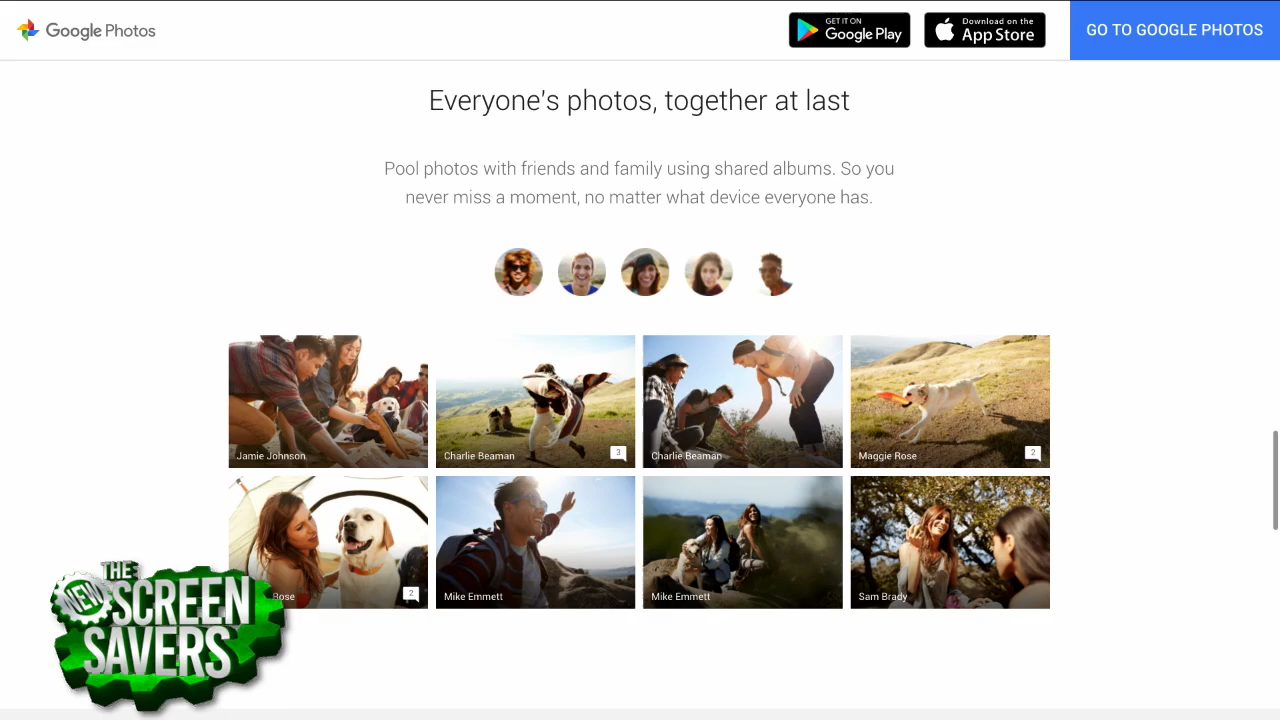 Google Photos
GET IT ON
Google Play
Download on the
App Store
GO TO GOOGLE PHOTOS
Everyone's photos, together at last
Pool photos with friends and family using shared albums. So you
never miss a moment, no matter what device everyone has.
Jamie Johnson
Charlie Beaman
3
Charlie Beaman
Maggie Rose
2
Rose
2
Mike Emmett
Mike Emmett
Sam Brady
THE
NEW
SCREEN
SAVERS